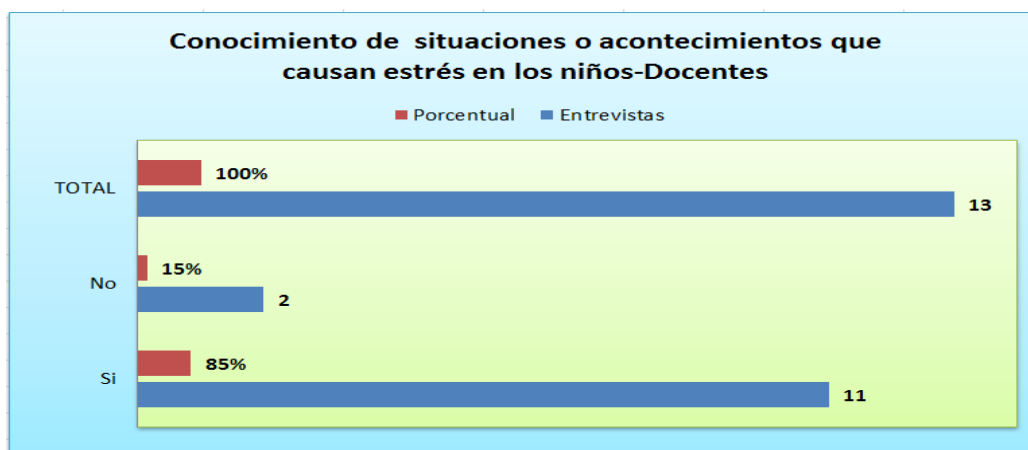 Conocimiento de situaciones o acontecimientos que
causan estrés en los niños-Docentes
Porcentual Entrevistas
TOTAL 100%
13
No 15%
2
Si 85%
11